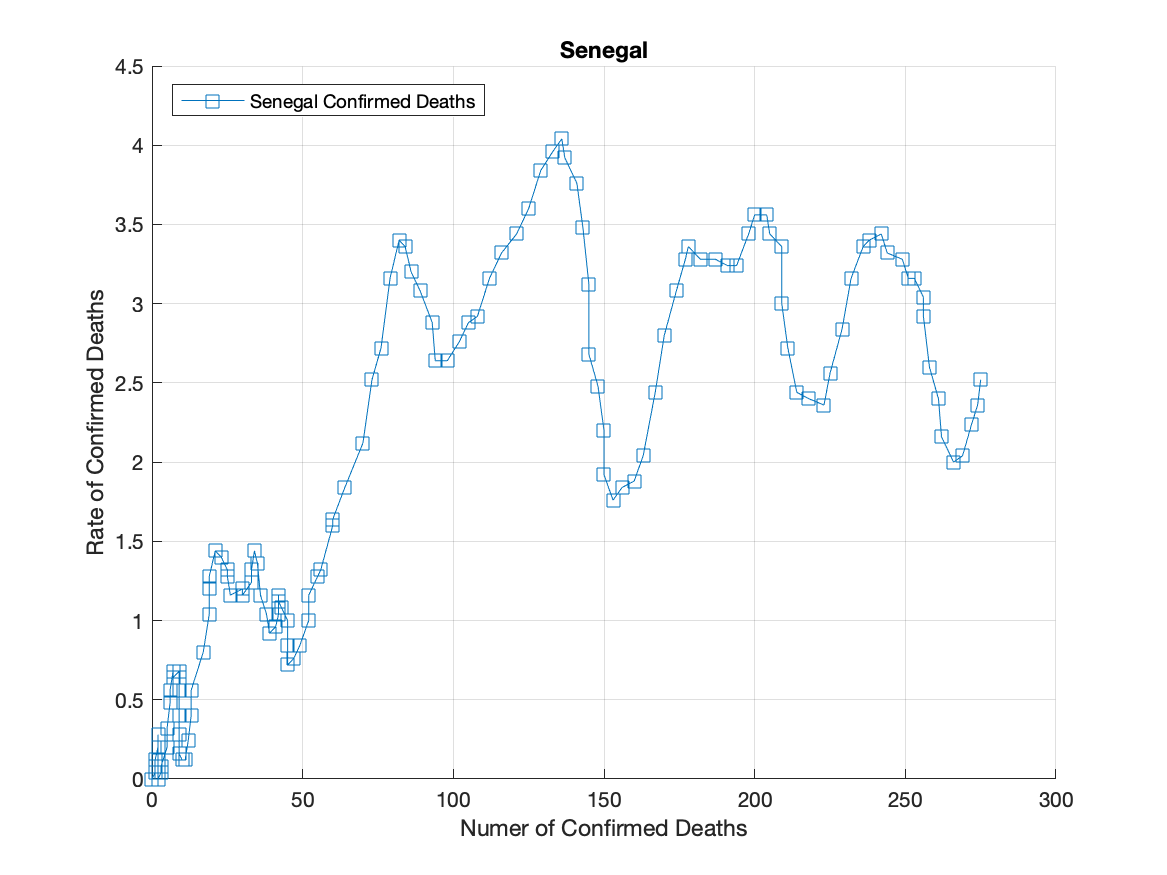 Senegal
4.5
Senegal Confirmed Deaths
4
3.5
3
2.5
2
1.5
1
0.5
0
Rate of Confirmed Deaths
0 50 100 150 200 250 300
Numer of Confirmed Deaths